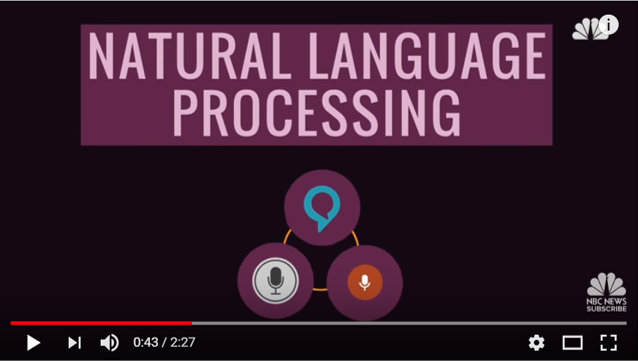 NATURAL LANGUAGE
PROCESSING
i
NBC NEWS
SUBSCRIBE
0:43 / 2:27